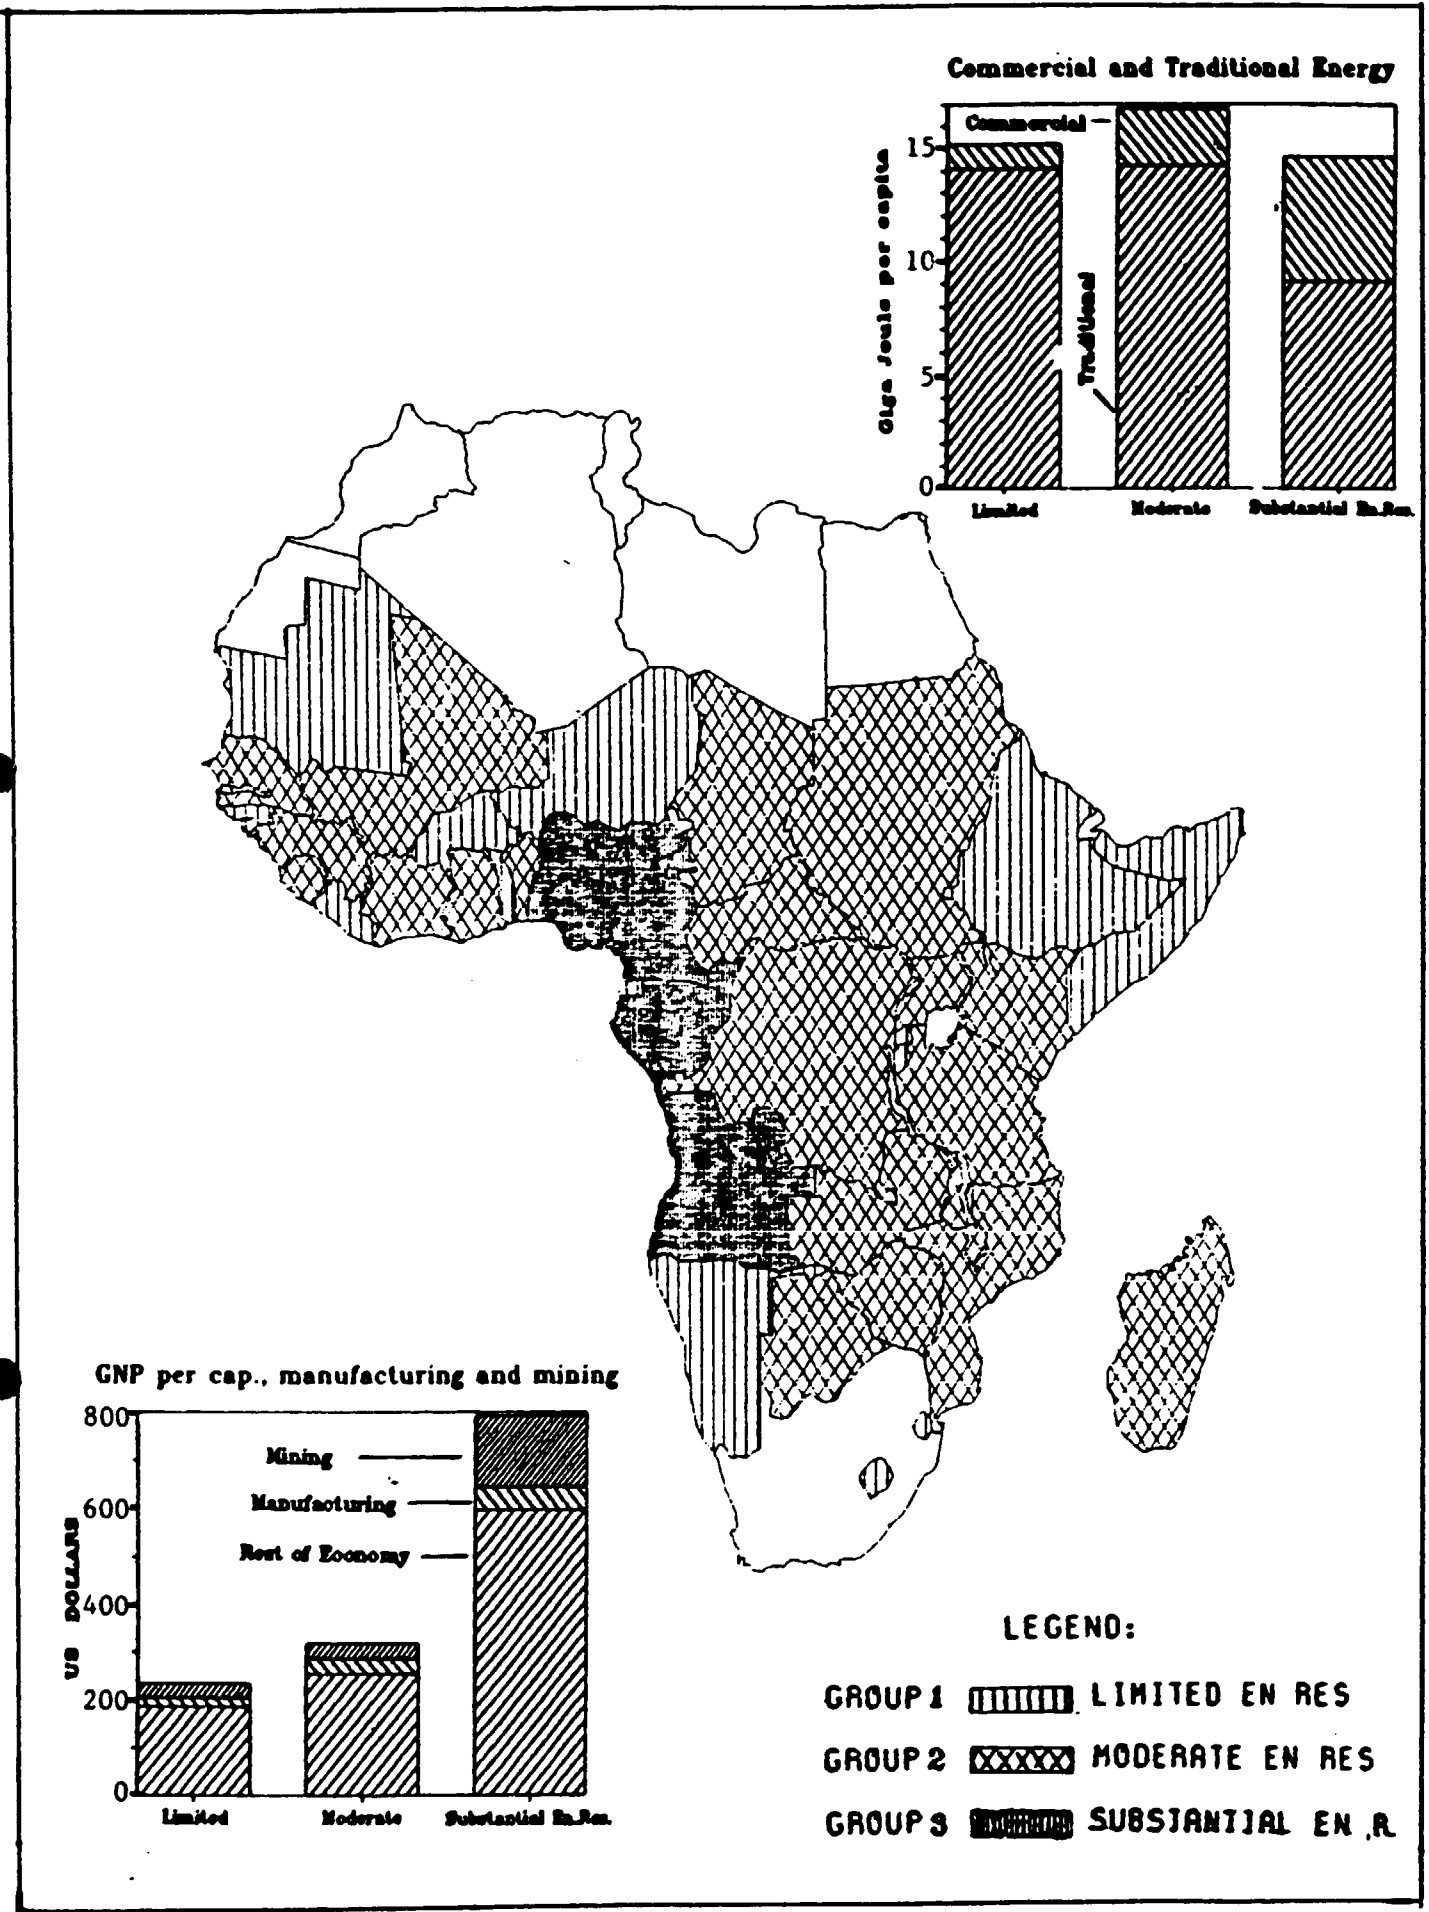 Commercial and Traditional Energy
Commercial
15
10
5
0
Giga Joule per capita
Traditional
Limited
Moderate
Substantial En.Res.
GNP per cap., manufacturing and mining
800
600
400
200
0
US DOLLARS
Mining
Manufacturing
Rest of Economy
Limited
Moderate
Substantial En.Res.
LEGEND:
GROUP 1 LIMITED EN RES
GROUP 2 MODERATE EN RES
GROUP 3 SUBSTANTIAL EN .R